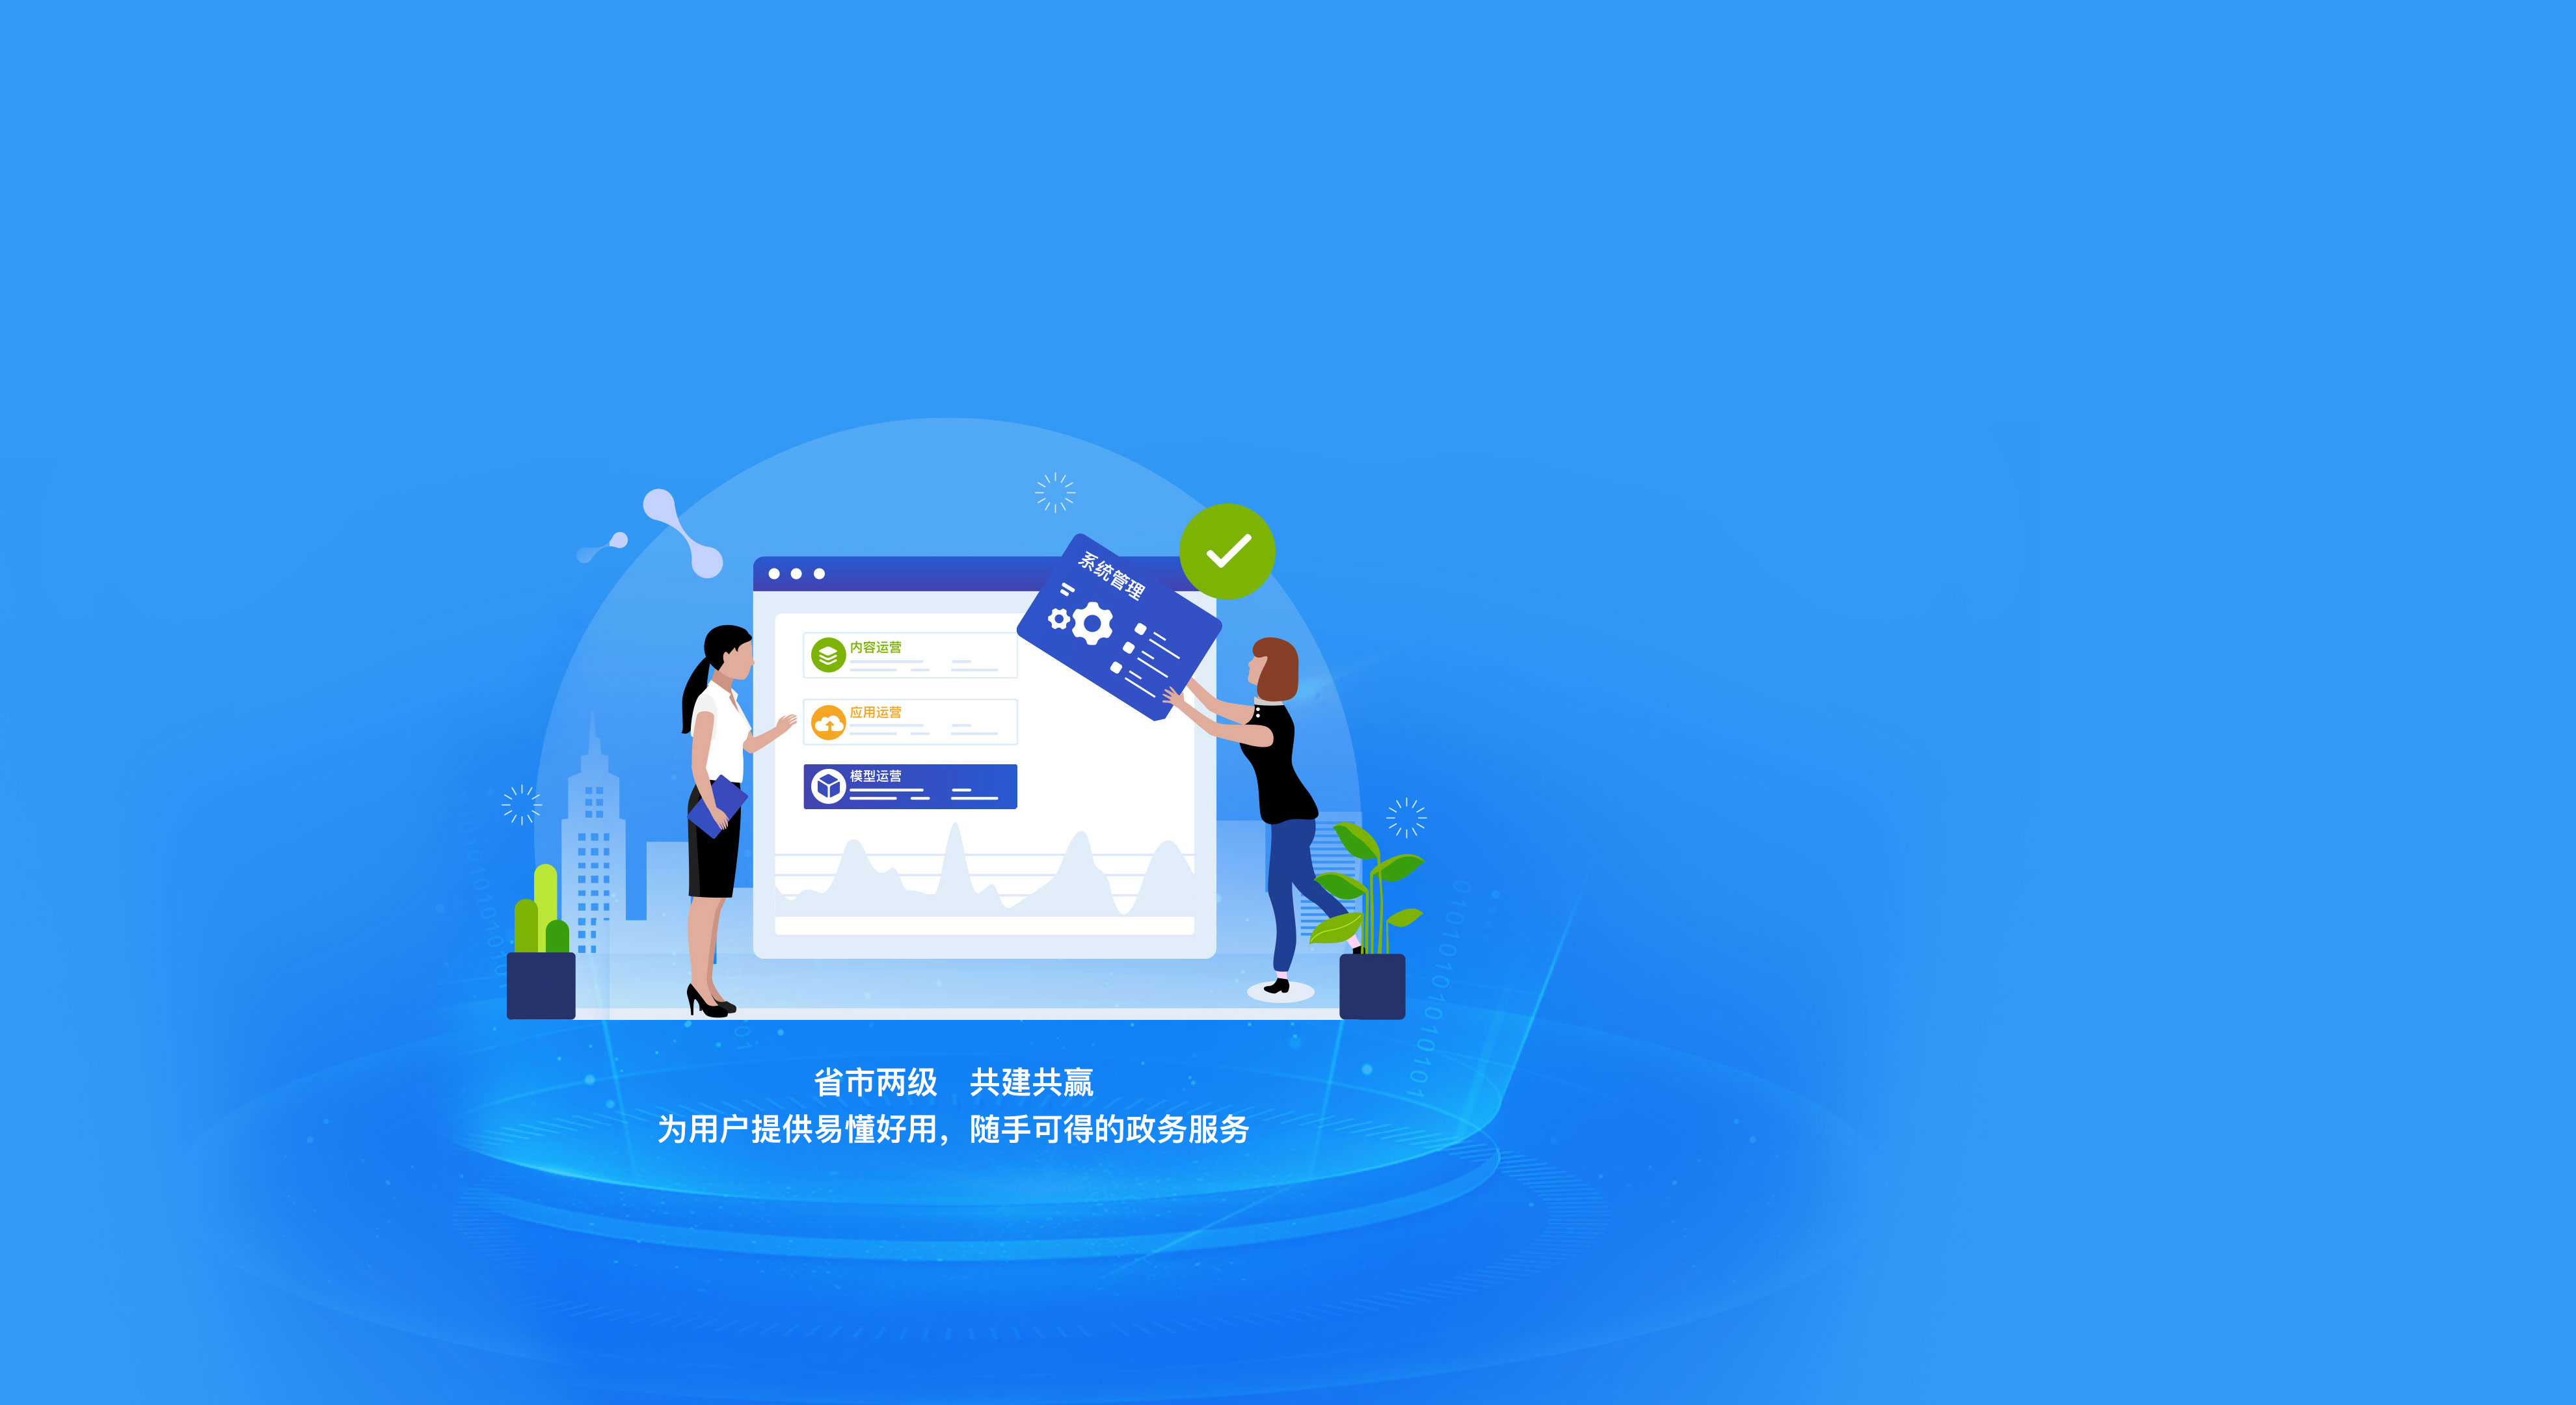 系统管理
内容运营
应用运营
模型运营
省市两级 共建共赢
为用户提供易懂好用，随手可得的政务服务